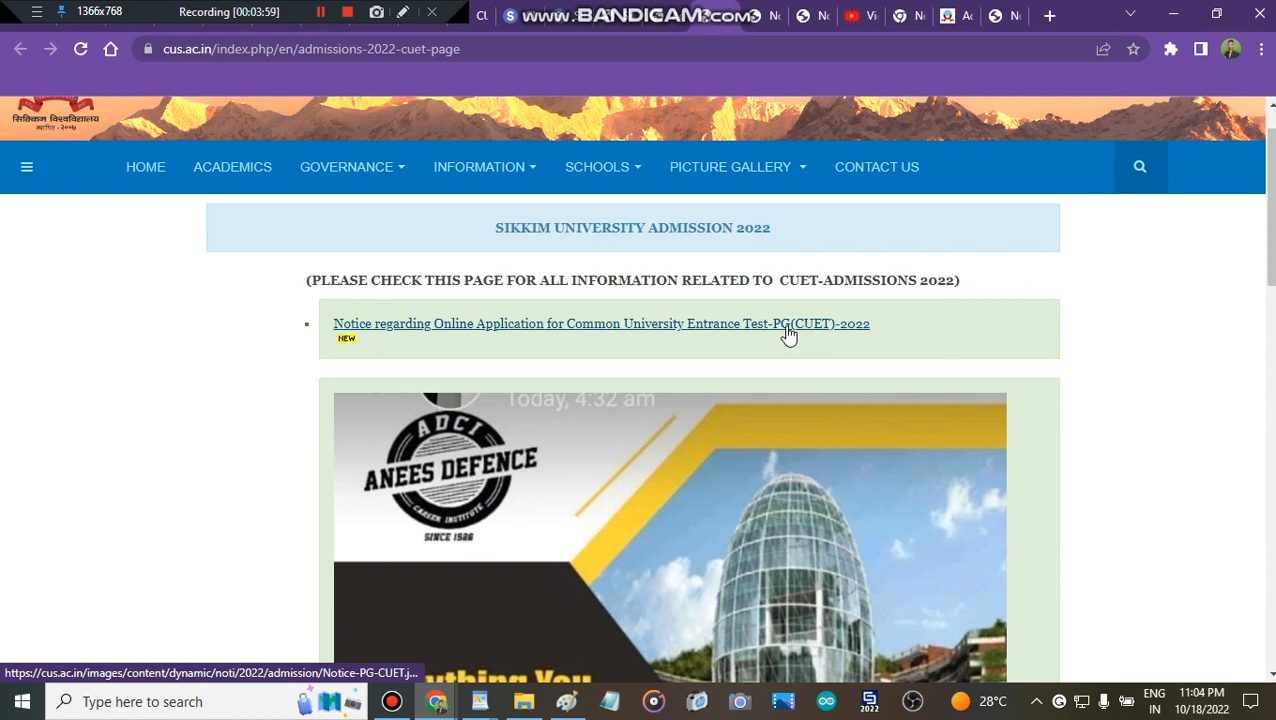 1366x768
Recording [00:03:59]
www.BANDICAM.com
cus.ac.in/index.php/en/admissions-2022-cuet-page
सिक्किम विश्वविद्यालय
HOME
ACADEMICS
GOVERNANCE
INFORMATION
SCHOOLS
PICTURE GALLERY
CONTACT US
SIKKIM UNIVERSITY ADMISSION 2022
(PLEASE CHECK THIS PAGE FOR ALL INFORMATION RELATED TO CUET-ADMISSIONS 2022)
Notice regarding Online Application for Common University Entrance Test-PG(CUET)-2022
NEW
Today, 4:32 am
ADCI
ANEES DEFENCE
CAREER INSTITUTE
SINCE 1986
https://cus.ac.in/images/content/dynamic/noti/2022/admission/Notice-PG-CUET.j...
Type here to search
2022
28°C
ENG
IN
11:04 PM
10/18/2022